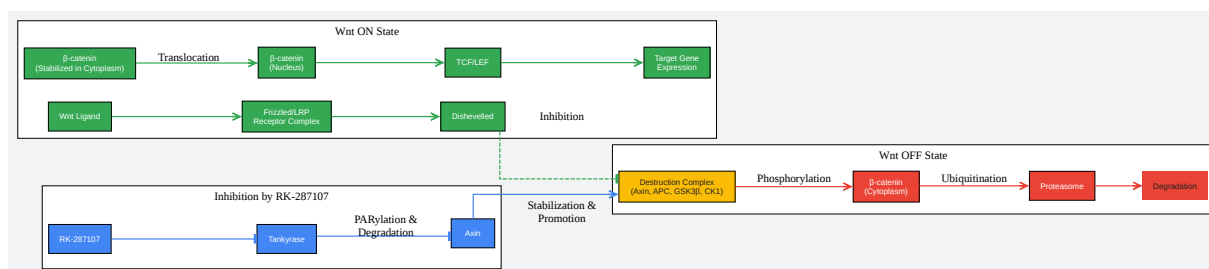 Wnt ON State
β-catenin
(Stabilized in Cytoplasm)
Translocation
β-catenin
(Nucleus)
TCF/LEF
Target Gene
Expression
Wnt Ligand
Frizzled/LRP
Receptor Complex
Dishevelled
Inhibition
Wnt OFF State
Destruction Complex
(Axin, APC, GSK3β, CK1)
Phosphorylation
β-catenin
(Cytoplasm)
Ubiquitination
Proteasome
Degradation
Inhibition by RK-287107
RK-287107
Tankyrase
PARylation &
Degradation
Axin
Stabilization &
Promotion